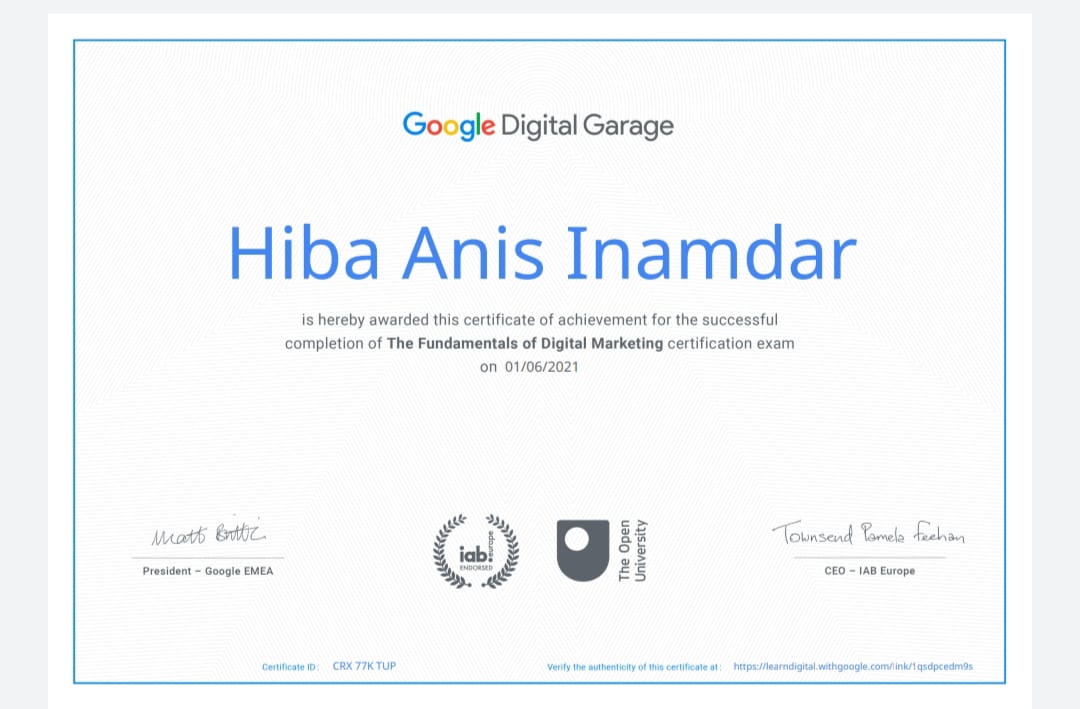 Google Digital Garage
Hiba Anis Inamdar
is hereby awarded this certificate of achievement for the successful
completion of The Fundamentals of Digital Marketing certification exam
on 01/06/2021
Matt Brittin
President – Google EMEA
iab europe
ENDORSED
The Open
University
Townsend Pamela Feehan
CEO – IAB Europe
Certificate ID: CRX 77K TUP
Verify the authenticity of this certificate at: https://learndigital.withgoogle.com/link/1qsdpcedm9s